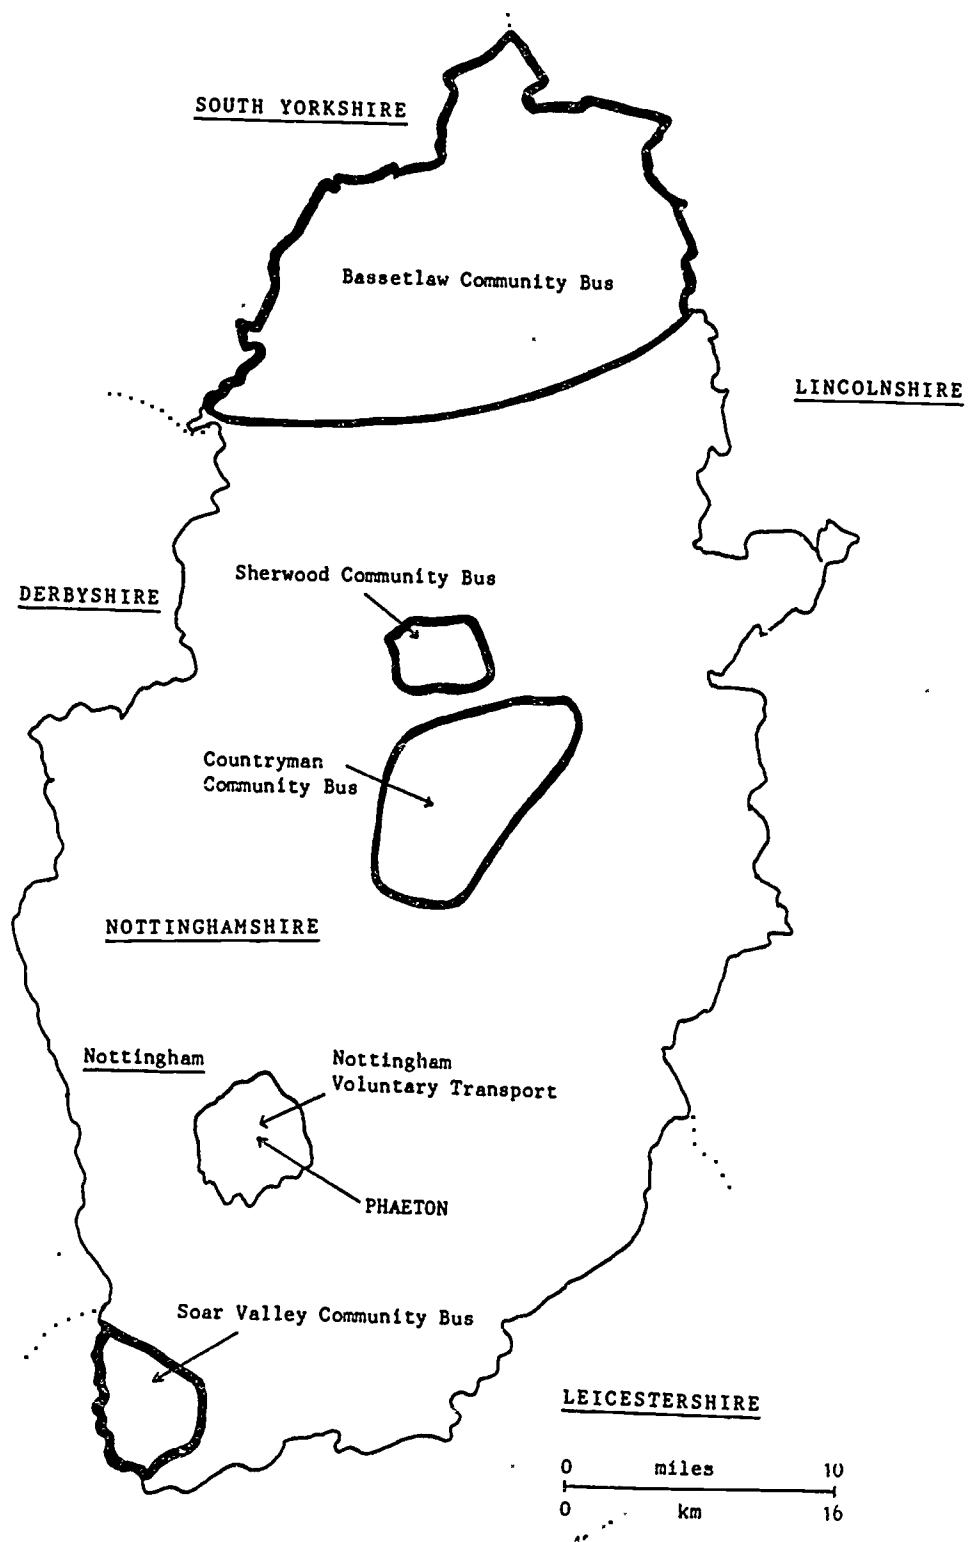 SOUTH YORKSHIRE
Bassetlaw Community Bus
LINCOLNSHIRE
Sherwood Community Bus
DERBYSHIRE
Countryman
Community Bus
NOTTINGHAMSHIRE
Nottingham
Nottingham
Voluntary Transport
PHAETON
Soar Valley Community Bus
LEICESTERSHIRE
0 miles 10
0 km 16